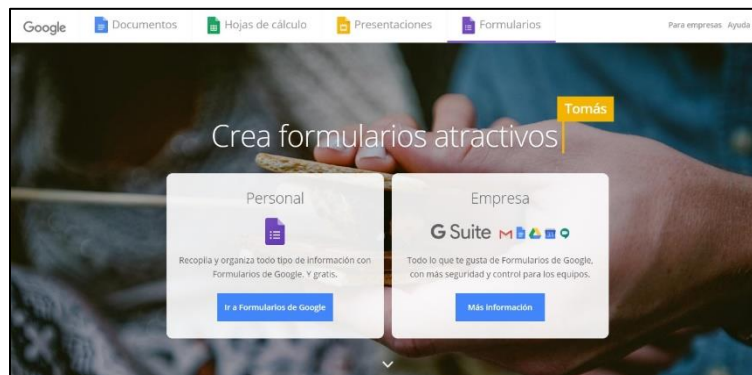 Google Documentos Hojas de cálculo Presentaciones Formularios Para empresas Ayuda
Tomás
Crea formularios atractivos
Personal
Recopila y organiza todo tipo de información con
Formularios de Google. Y gratis.
Ir a Formularios de Google
Empresa
G Suite
Todo lo que te gusta de Formularios de Google,
con más seguridad y control para los equipos.
Más información